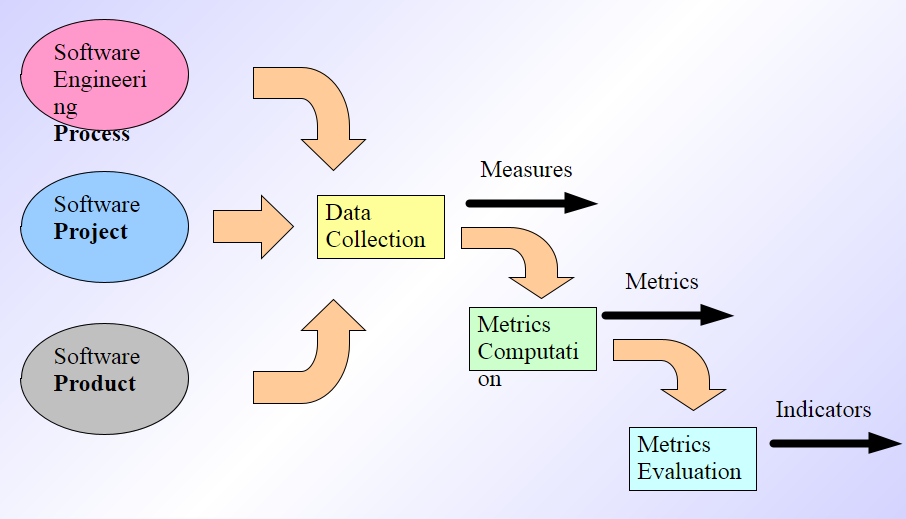 Software
Engineeri
ng
Process
Software
Project
Software
Product
Data
Collection
Measures
Metrics
Computati
on
Metrics
Metrics
Evaluation
Indicators